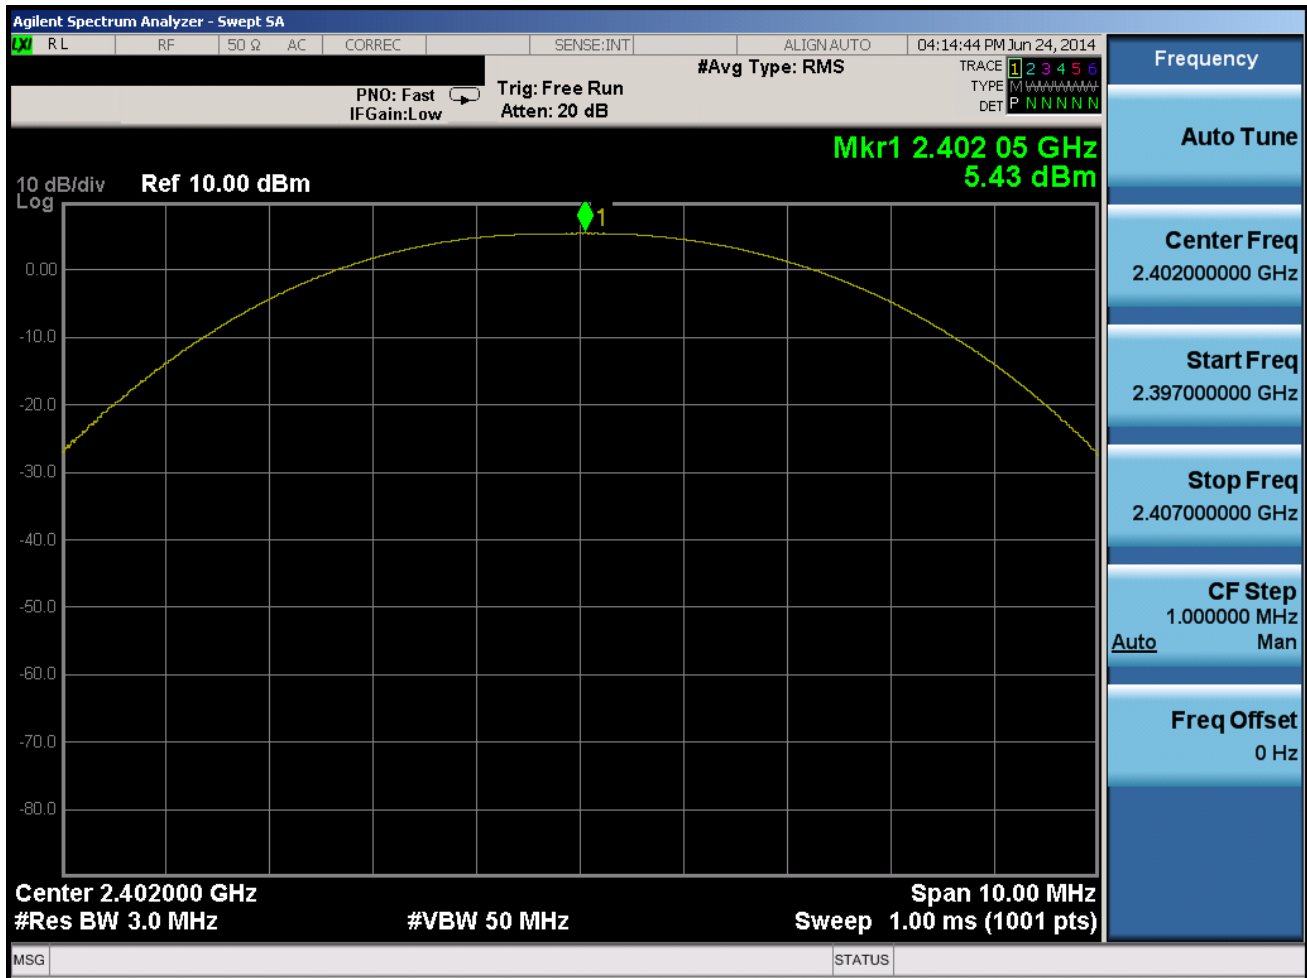 Agilent Spectrum Analyzer - Swept SA
LXI RL RF 50 Ω AC CORREC SENSE:INT ALIGN AUTO 04:14:44 PM Jun 24, 2014
Frequency
#Avg Type: RMS
TRACE 1 2 3 4 5 6
PNO: Fast
Trig: Free Run
TYPE M W W W W W
IFGain:Low
Atten: 20 dB
DET P N N N N N
Auto Tune
Mkr1 2.402 05 GHz
5.43 dBm
10 dB/div Ref 10.00 dBm
Log
1
0.00
-10.0
-20.0
-30.0
-40.0
-50.0
-60.0
-70.0
-80.0
Center Freq
2.402000000 GHz
Start Freq
2.397000000 GHz
Stop Freq
2.407000000 GHz
CF Step
1.000000 MHz
Auto Man
Freq Offset
0 Hz
Center 2.402000 GHz Span 10.00 MHz
#Res BW 3.0 MHz #VBW 50 MHz Sweep 1.00 ms (1001 pts)
MSG STATUS